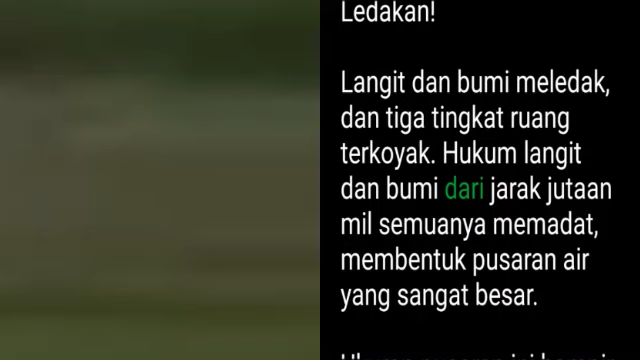 Ledakan!
Langit dan bumi meledak,
dan tiga tingkat ruang
terkoyak. Hukum langit
dan bumi dari jarak jutaan
mil semuanya memadat,
membentuk pusaran air
yang sangat besar.